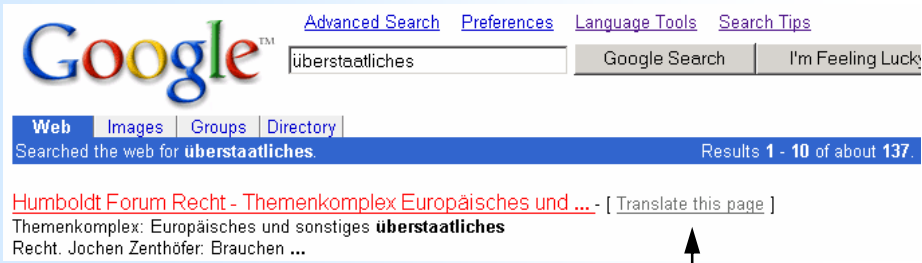 Advanced Search Preferences Language Tools Search Tips
Google™
überstaatliches Google Search I'm Feeling Lucky
Web Images Groups Directory
Searched the web for überstaatliches. Results 1 - 10 of about 137.
Humboldt Forum Recht - Themenkomplex Europäisches und ... - [ Translate this page ]
Themenkomplex: Europäisches und sonstiges überstaatliches
Recht. Jochen Zenthöfer: Brauchen ...